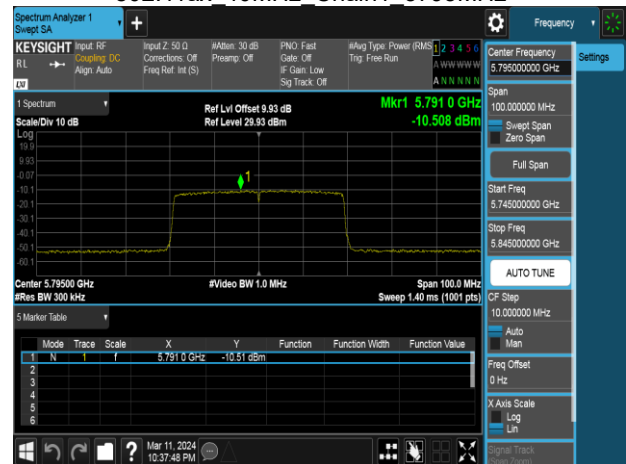 Spectrum Analyzer 1
Swept SA
Frequency
KEYSIGHT
RL
LXI
Input: RF
Coupling: DC
Align: Auto
Input Z: 50 Ω
Corrections: Off
Freq Ref: Int (S)
#Atten: 30 dB
Preamp: Off
PNO: Fast
Gate: Off
IF Gain: Low
Sig Track: Off
#Avg Type: Power (RMS
Trig: Free Run
1 2 3 4 5 6
A WW WW W
A N N N N N
Center Frequency
5.795000000 GHz
Settings
Span
100.000000 MHz
Swept Span
Zero Span
Full Span
Start Freq
5.745000000 GHz
Stop Freq
5.845000000 GHz
AUTO TUNE
CF Step
10.000000 MHz
Auto
Man
Freq Offset
0 Hz
X Axis Scale
Log
Lin
Signal Track
(Span Zoom)
1 Spectrum
Scale/Div 10 dB
Ref Lvl Offset 9.93 dB
Ref Level 29.93 dBm
Mkr1 5.791 0 GHz
-10.508 dBm
Log
19.9
9.93
-0.07
-10.1
-20.1
-30.1
-40.1
-50.1
-60.1
1
Center 5.79500 GHz
#Video BW 1.0 MHz
Span 100.0 MHz
#Res BW 300 kHz
Sweep 1.40 ms (1001 pts)
5 Marker Table
Mode Trace Scale X Y Function Function Width Function Value
1 N 1 f 5.791 0 GHz -10.51 dBm
2
3
4
5
6
?
Mar 11, 2024
10:37:48 PM